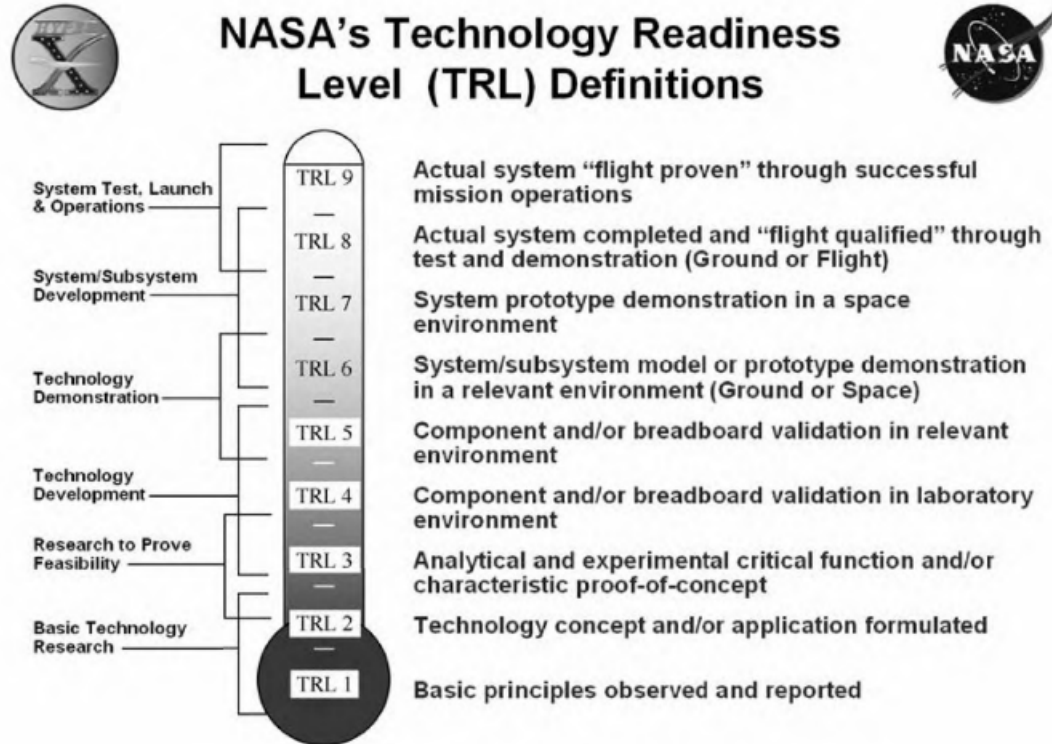 HYPER
X
NASA's Technology Readiness
Level (TRL) Definitions
NASA
System Test, Launch
& Operations
System/Subsystem
Development
Technology
Demonstration
Technology
Development
Research to Prove
Feasibility
Basic Technology
Research
TRL 9
TRL 8
TRL 7
TRL 6
TRL 5
TRL 4
TRL 3
TRL 2
TRL 1
Actual system “flight proven” through successful
mission operations
Actual system completed and “flight qualified” through
test and demonstration (Ground or Flight)
System prototype demonstration in a space
environment
System/subsystem model or prototype demonstration
in a relevant environment (Ground or Space)
Component and/or breadboard validation in relevant
environment
Component and/or breadboard validation in laboratory
environment
Analytical and experimental critical function and/or
characteristic proof-of-concept
Technology concept and/or application formulated
Basic principles observed and reported